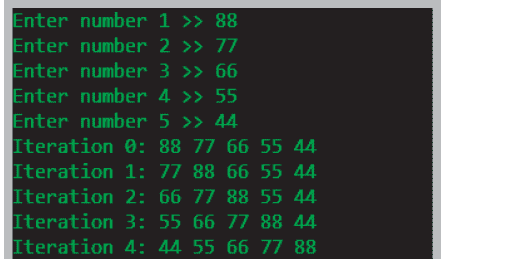 Enter number 1 >> 88
Enter number 2 >> 77
Enter number 3 >> 66
Enter number 4 >> 55
Enter number 5 >> 44
Iteration 0: 88 77 66 55 44
Iteration 1: 77 88 66 55 44
Iteration 2: 66 77 88 55 44
Iteration 3: 55 66 77 88 44
Iteration 4: 44 55 66 77 88